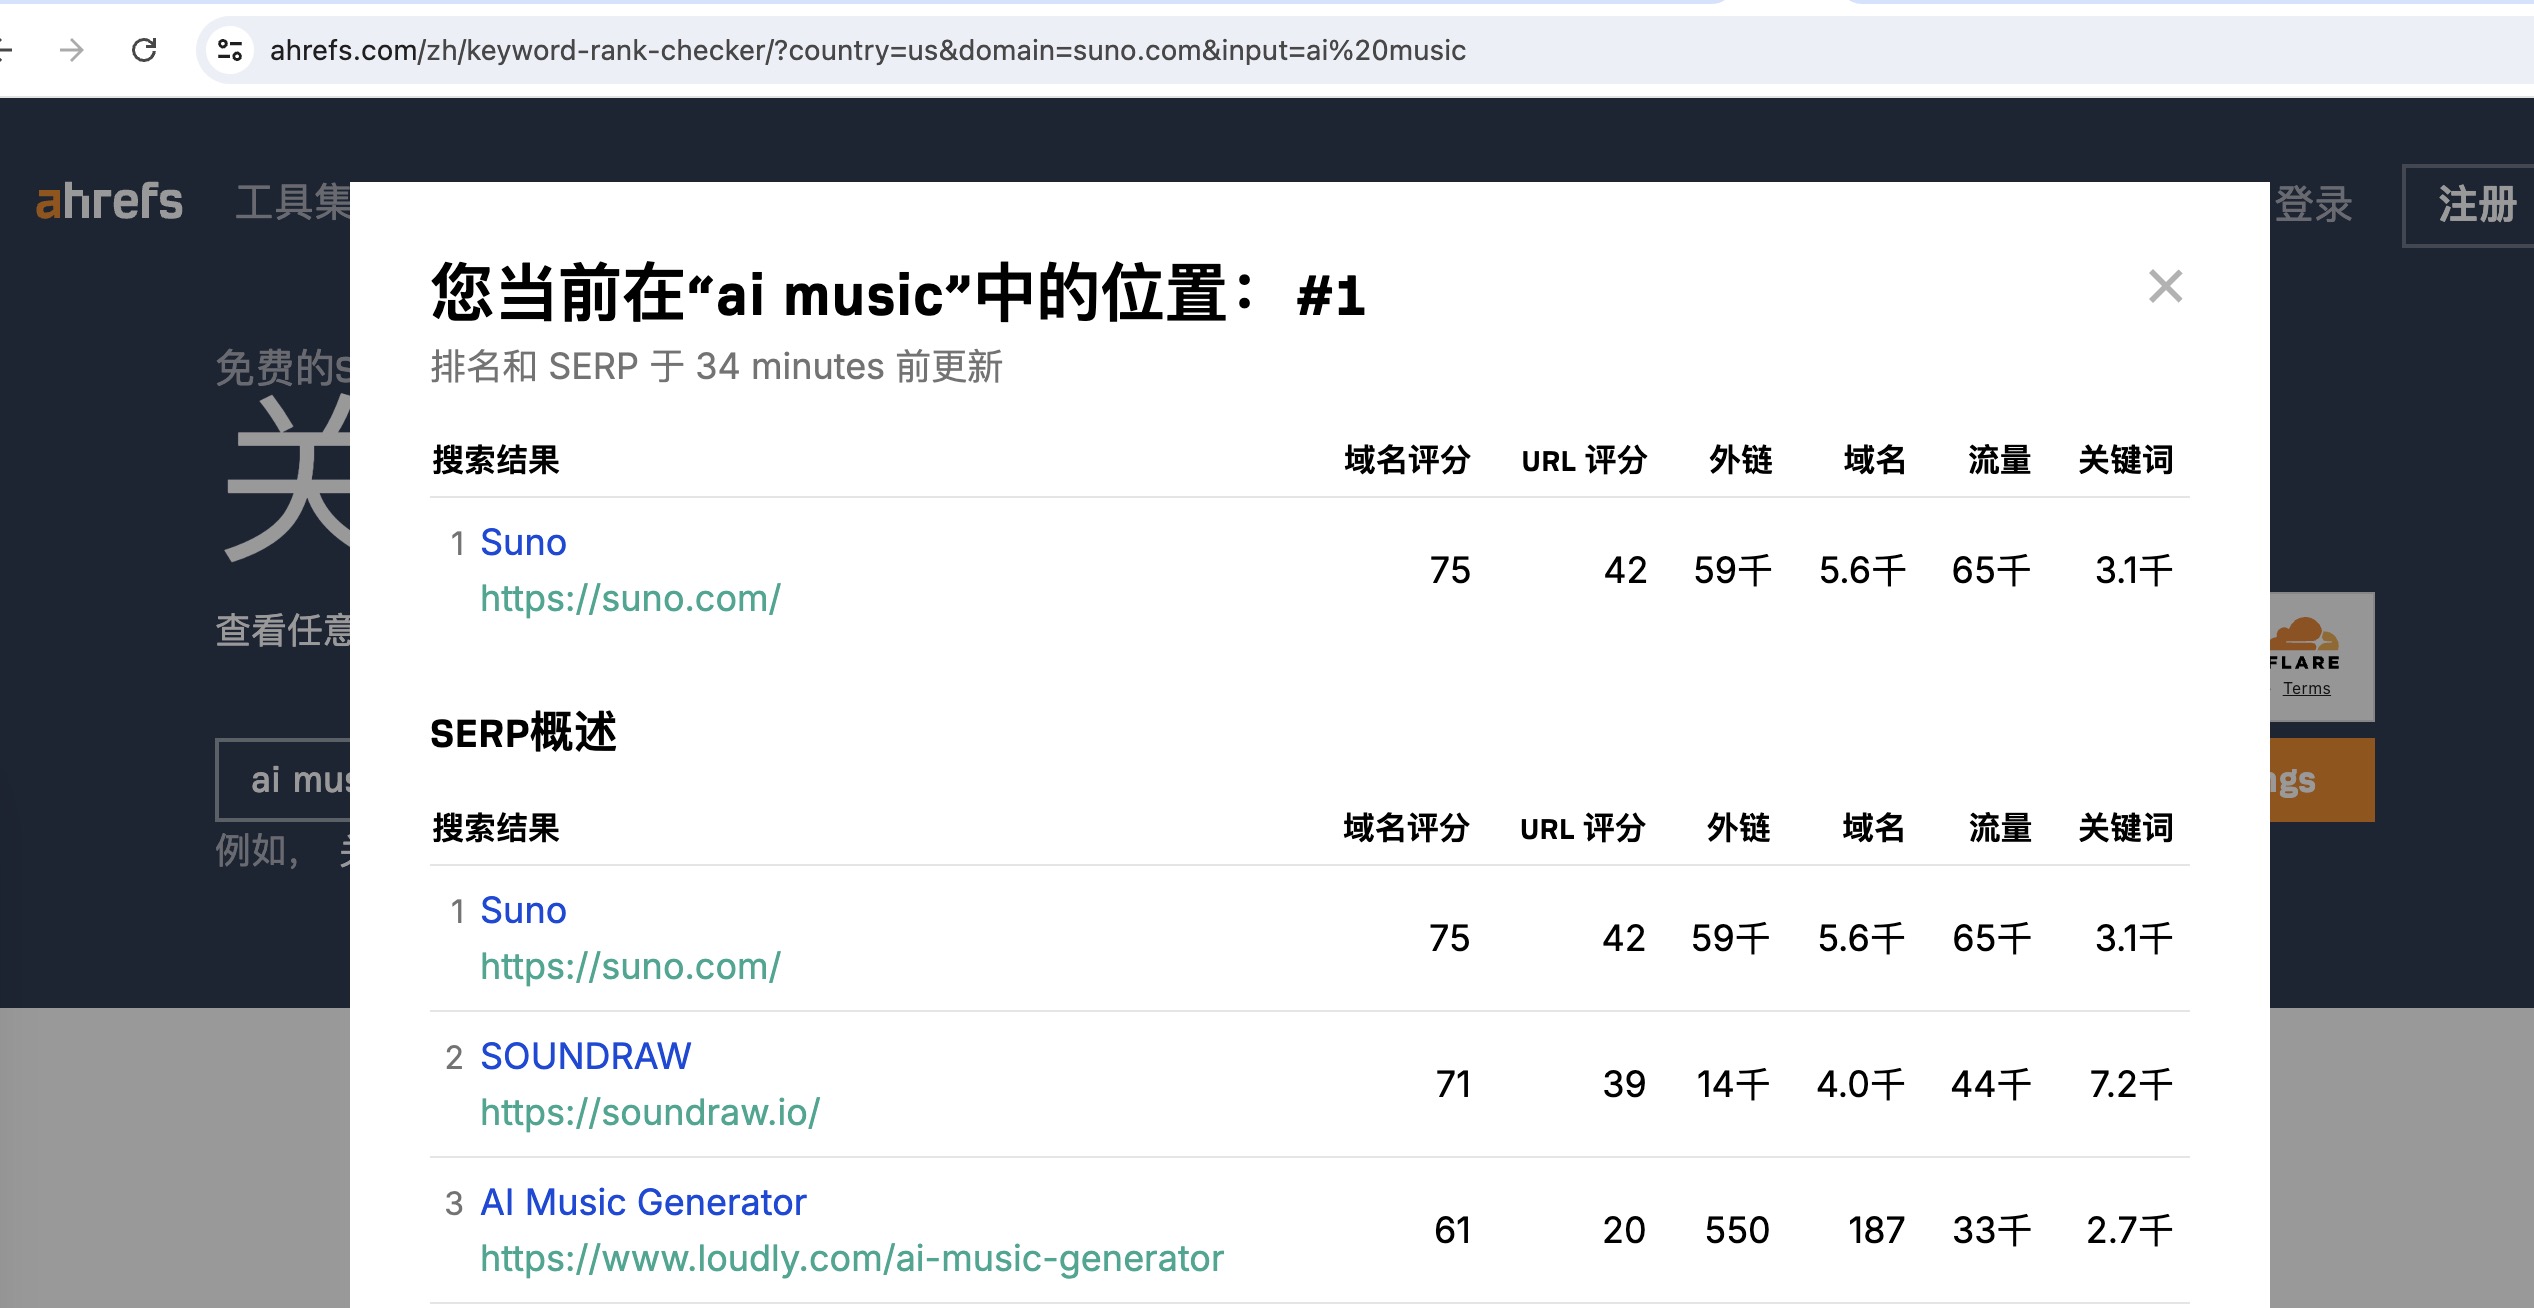 ahrefs.com/zh/keyword-rank-checker/?country=us&domain=suno.com&input=ai%20music
ahrefs 工具集 登录 注册
您当前在“ai music”中的位置：#1
排名和 SERP 于 34 minutes 前更新
免费的S
关
查看任意
ai mus
例如，
FLARE
Terms
ngs
搜索结果 域名评分 URL 评分 外链 域名 流量 关键词
1 Suno
https://suno.com/
75 42 59千 5.6千 65千 3.1千
SERP概述
搜索结果 域名评分 URL 评分 外链 域名 流量 关键词
1 Suno
https://suno.com/
75 42 59千 5.6千 65千 3.1千
2 SOUNDRAW
https://soundraw.io/
71 39 14千 4.0千 44千 7.2千
3 AI Music Generator
https://www.loudly.com/ai-music-generator
61 20 550 187 33千 2.7千